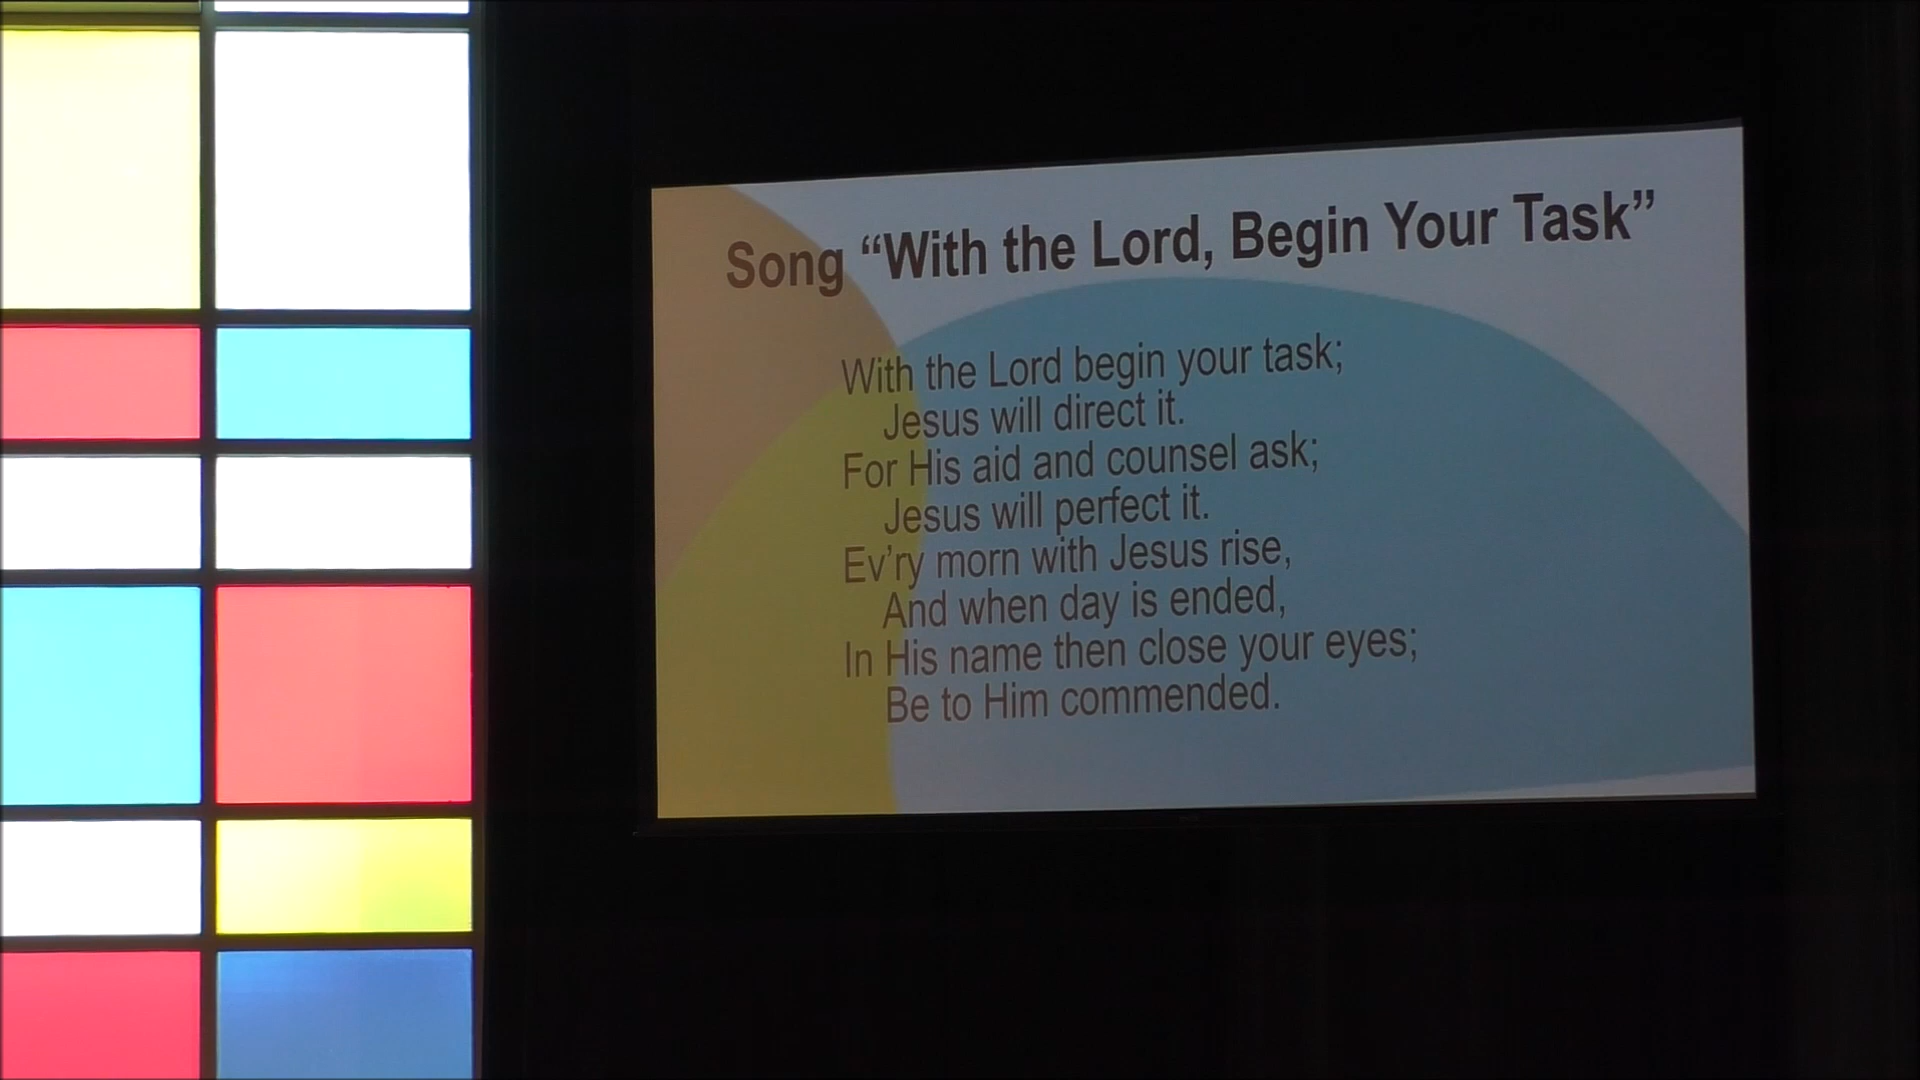 Song “With the Lord, Begin Your Task”
With the Lord begin your task;
Jesus will direct it.
For His aid and counsel ask;
Jesus will perfect it.
Ev’ry morn with Jesus rise,
And when day is ended,
In His name then close your eyes;
Be to Him commended.